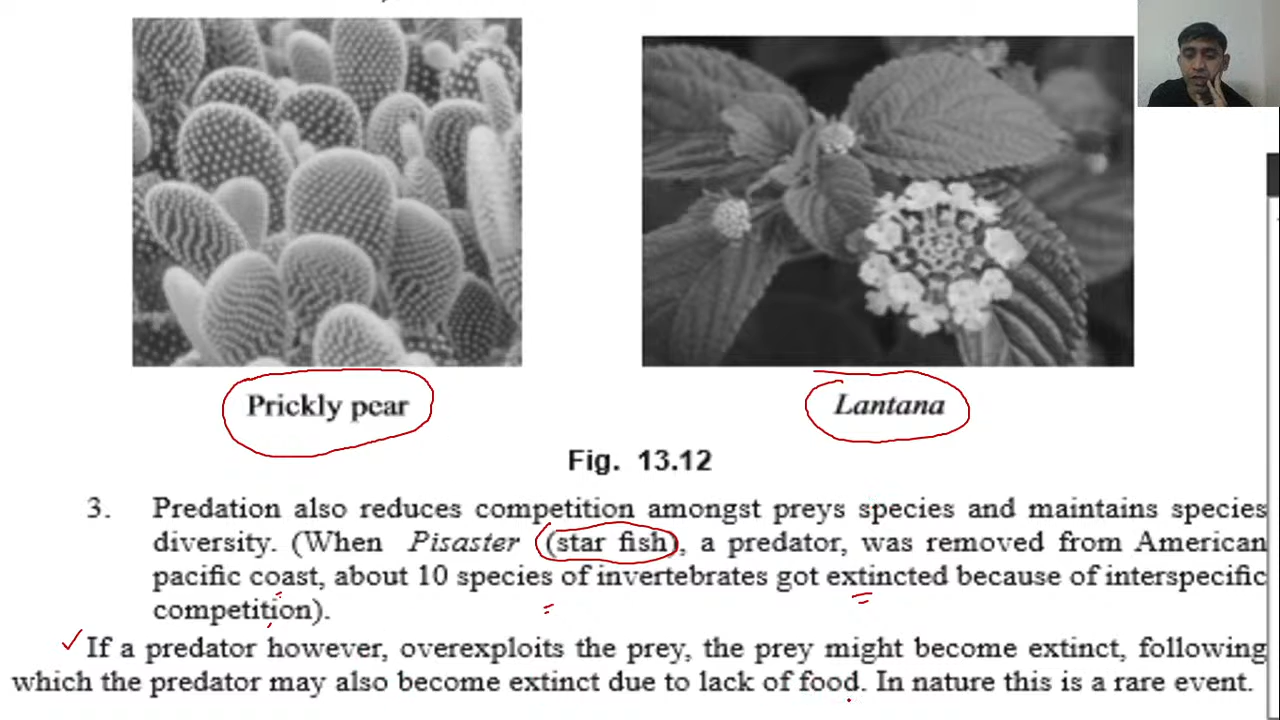 Prickly pear
Lantana
Fig. 13.12
3. Predation also reduces competition amongst preys species and maintains species
diversity. (When Pisaster (star fish), a predator, was removed from American
pacific coast, about 10 species of invertebrates got extincted because of interspecific
competition).
If a predator however, overexploits the prey, the prey might become extinct, following
which the predator may also become extinct due to lack of food. In nature this is a rare event.